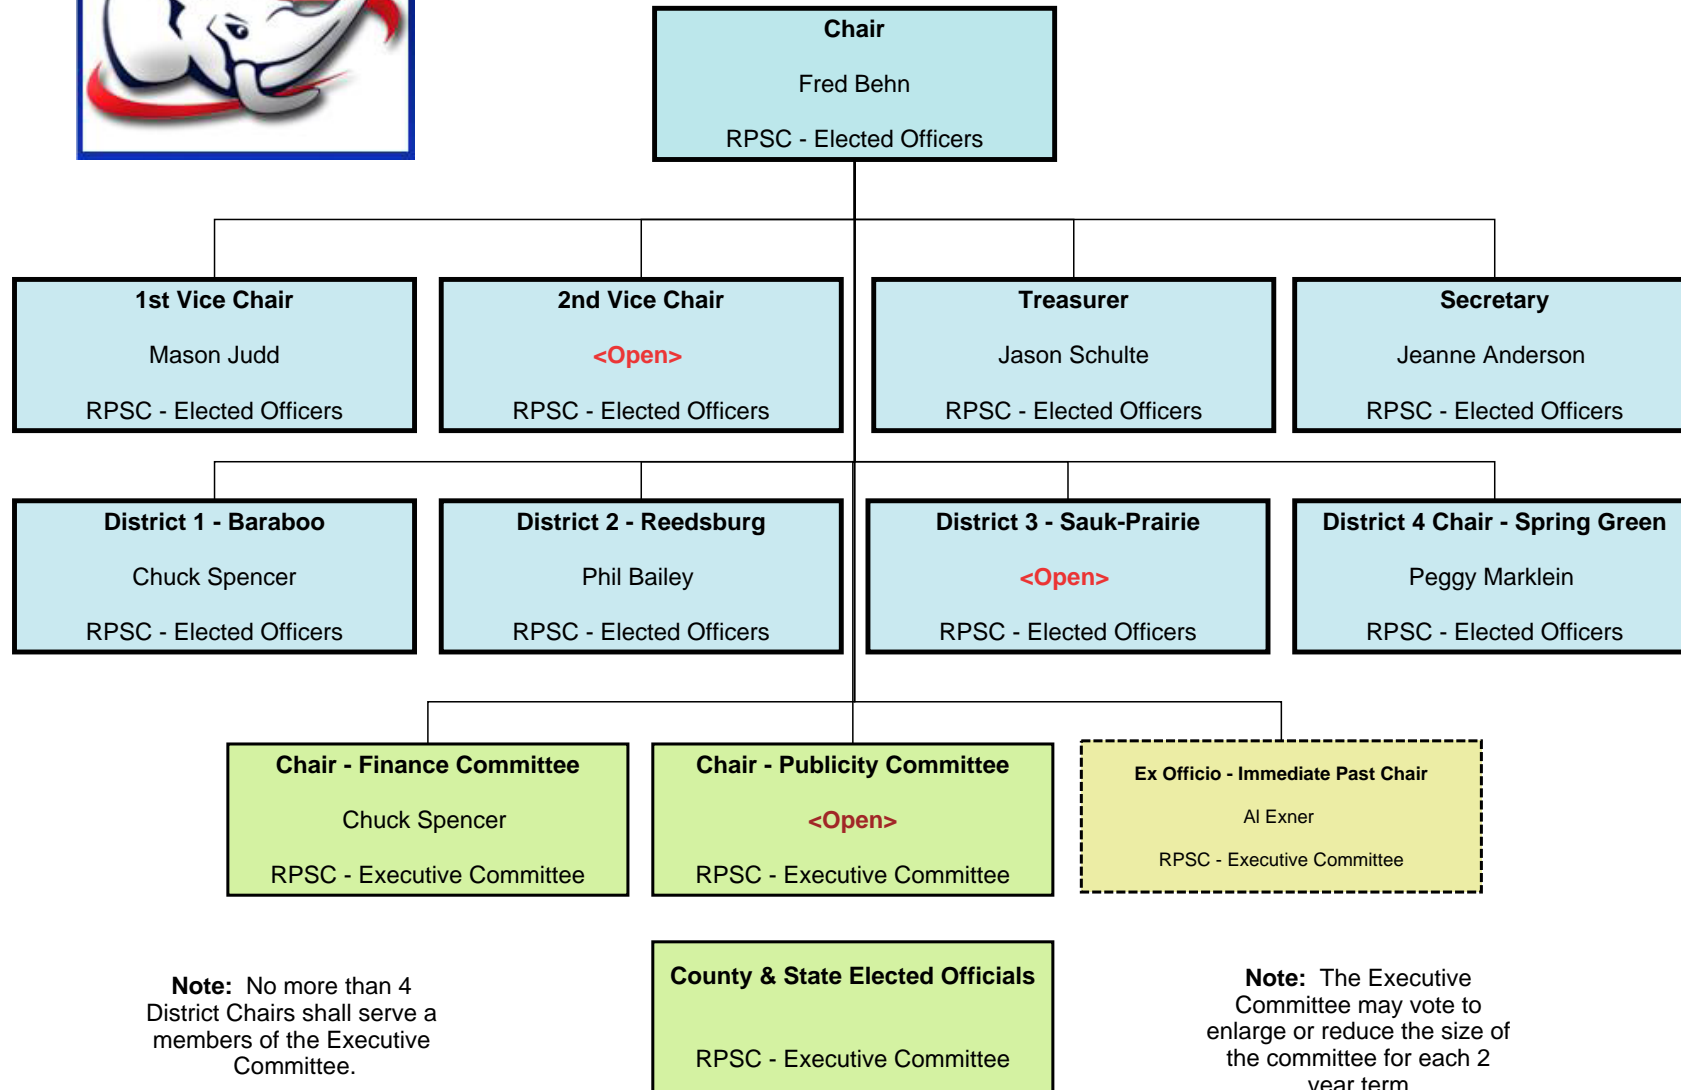 Chair
Fred Behn
RPSC - Elected Officers
1st Vice Chair
Mason Judd
RPSC - Elected Officers
2nd Vice Chair
<Open>
RPSC - Elected Officers
Treasurer
Jason Schulte
RPSC - Elected Officers
Secretary
Jeanne Anderson
RPSC - Elected Officers
District 1 - Baraboo
Chuck Spencer
RPSC - Elected Officers
District 2 - Reedsburg
Phil Bailey
RPSC - Elected Officers
District 3 - Sauk-Prairie
<Open>
RPSC - Elected Officers
District 4 Chair - Spring Green
Peggy Marklein
RPSC - Elected Officers
Chair - Finance Committee
Chuck Spencer
RPSC - Executive Committee
Chair - Publicity Committee
<Open>
RPSC - Executive Committee
Ex Officio - Immediate Past Chair
Al Exner
RPSC - Executive Committee
Note: No more than 4
District Chairs shall serve a
members of the Executive
Committee.
County & State Elected Officials
RPSC - Executive Committee
Note: The Executive
Committee may vote to
enlarge or reduce the size of
the committee for each 2
year term